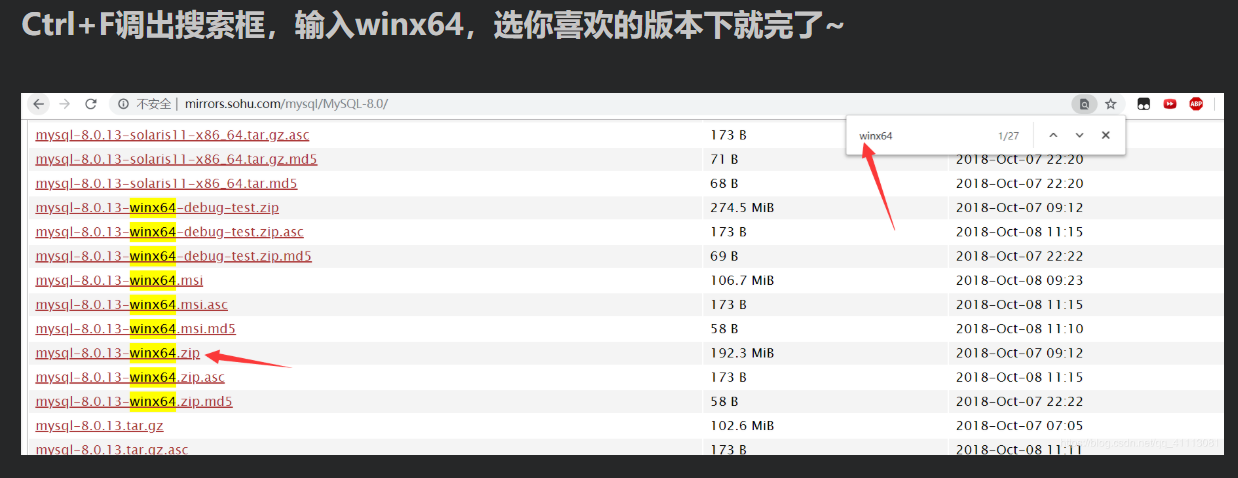 Ctrl+F调出搜索框，输入winx64，选你喜欢的版本下就完了~
不安全 | mirrors.sohu.com/mysql/MySQL-8.0/
ABP
winx64 1/27
mysql-8.0.13-solaris11-x86_64.tar.gz.asc 173 B
mysql-8.0.13-solaris11-x86_64.tar.gz.md5 71 B 2018-Oct-07 22:20
mysql-8.0.13-solaris11-x86_64.tar.md5 68 B 2018-Oct-07 22:20
mysql-8.0.13-winx64-debug-test.zip 274.5 MiB 2018-Oct-07 09:12
mysql-8.0.13-winx64-debug-test.zip.asc 173 B 2018-Oct-08 11:15
mysql-8.0.13-winx64-debug-test.zip.md5 69 B 2018-Oct-07 22:22
mysql-8.0.13-winx64.msi 106.7 MiB 2018-Oct-08 09:23
mysql-8.0.13-winx64.msi.asc 173 B 2018-Oct-08 11:15
mysql-8.0.13-winx64.msi.md5 58 B 2018-Oct-08 11:10
mysql-8.0.13-winx64.zip 192.3 MiB 2018-Oct-07 09:12
mysql-8.0.13-winx64.zip.asc 173 B 2018-Oct-08 11:15
mysql-8.0.13-winx64.zip.md5 58 B 2018-Oct-07 22:22
mysql-8.0.13.tar.gz 102.6 MiB 2018-Oct-07 07:05
mysql-8.0.13.tar.gz.asc 173 B 2018-Oct-08 11:11